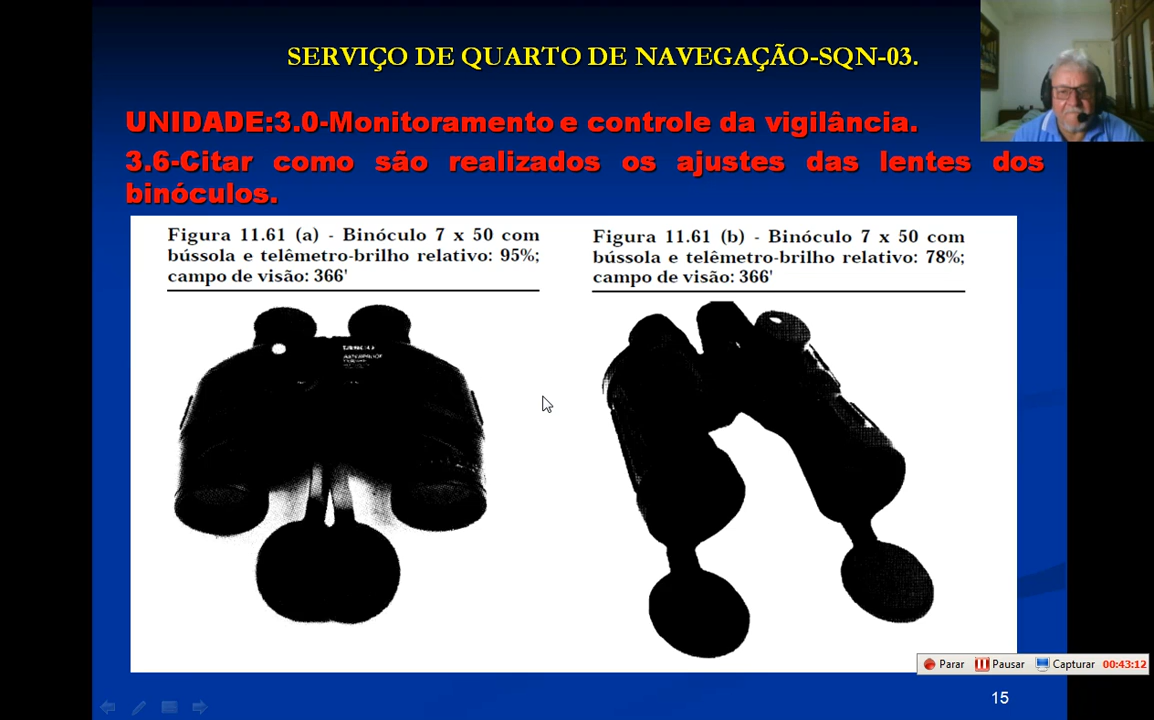 SERVIÇO DE QUARTO DE NAVEGAÇÃO-SQN-03.
UNIDADE:3.0-Monitoramento e controle da vigilância.
3.6-Citar como são realizados os ajustes das lentes dos
binóculos.
Figura 11.61 (a) - Binóculo 7 x 50 com
bússola e telêmetro-brilho relativo: 95%;
campo de visão: 366'
Figura 11.61 (b) - Binóculo 7 x 50 com
bússola e telêmetro-brilho relativo: 78%;
campo de visão: 366'
Parar Pausar Capturar 00:43:12
15